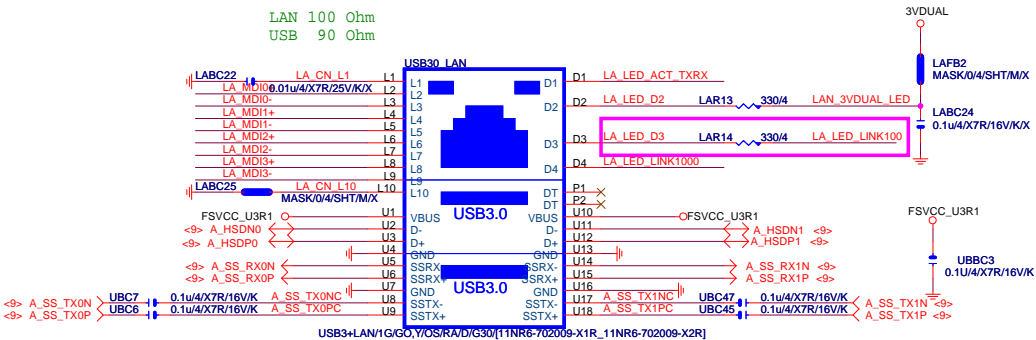 LAN 100 Ohm
USB 90 Ohm
3VDUAL
USB30_LAN
LAFB2
MASK/0/4/SHT/M/X
LABC22 LA_CN_L1 L1 L1 D1 D1 LA_LED_ACT_TXRX
0.01u/4/X7R/25V/K/X
LA_MDI0+ L2 L2
LA_MDI0- L3 L3 D2 D2 LA_LED_D2 LAR13 330/4 LAN_3VDUAL_LED
LA_MDI1+ L4 L4
LABC24
0.1u/4/X7R/16V/K/X
LA_MDI1- L5 L5
LA_MDI2+ L6 L6 D3 D3 LA_LED_D3 LAR14 330/4 LA_LED_LINK100
LA_MDI2- L7 L7
LA_MDI3+ L8 L8 D4 D4 LA_LED_LINK1000
LA_MDI3- L9 L9
LABC25 LA_CN_L10 L10 L10 DT P1
MASK/0/4/SHT/M/X
DT P2
USB3.0
FSVCC_U3R1 U1 VBUS VBUS U10 FSVCC_U3R1
FSVCC_U3R1
<9> A_HSDN0 U2 D- D- U11 A_HSDN1 <9>
<9> A_HSDP0 U3 D+ D+ U12 A_HSDP1 <9>
U4 GND GND U13
UBBC3
0.1U/4/X7R/16V/K
<9> A_SS_RX0N U5 SSRX- SSRX- U14 A_SS_RX1N <9>
<9> A_SS_RX0P U6 SSRX+ SSRX+ U15 A_SS_RX1P <9>
U7 GND GND U16
USB3.0
<9> A_SS_TX0N UBC7 0.1u/4/X7R/16V/K A_SS_TX0NC U8 SSTX- SSTX- U17 A_SS_TX1NC UBC47 0.1u/4/X7R/16V/K A_SS_TX1N <9>
<9> A_SS_TX0P UBC6 0.1u/4/X7R/16V/K A_SS_TX0PC U9 SSTX+ SSTX+ U18 A_SS_TX1PC UBC45 0.1u/4/X7R/16V/K A_SS_TX1P <9>
USB3+LAN/1G/GO,Y/OS/RA/D/G30/[11NR6-702009-X1R_11NR6-702009-X2R]